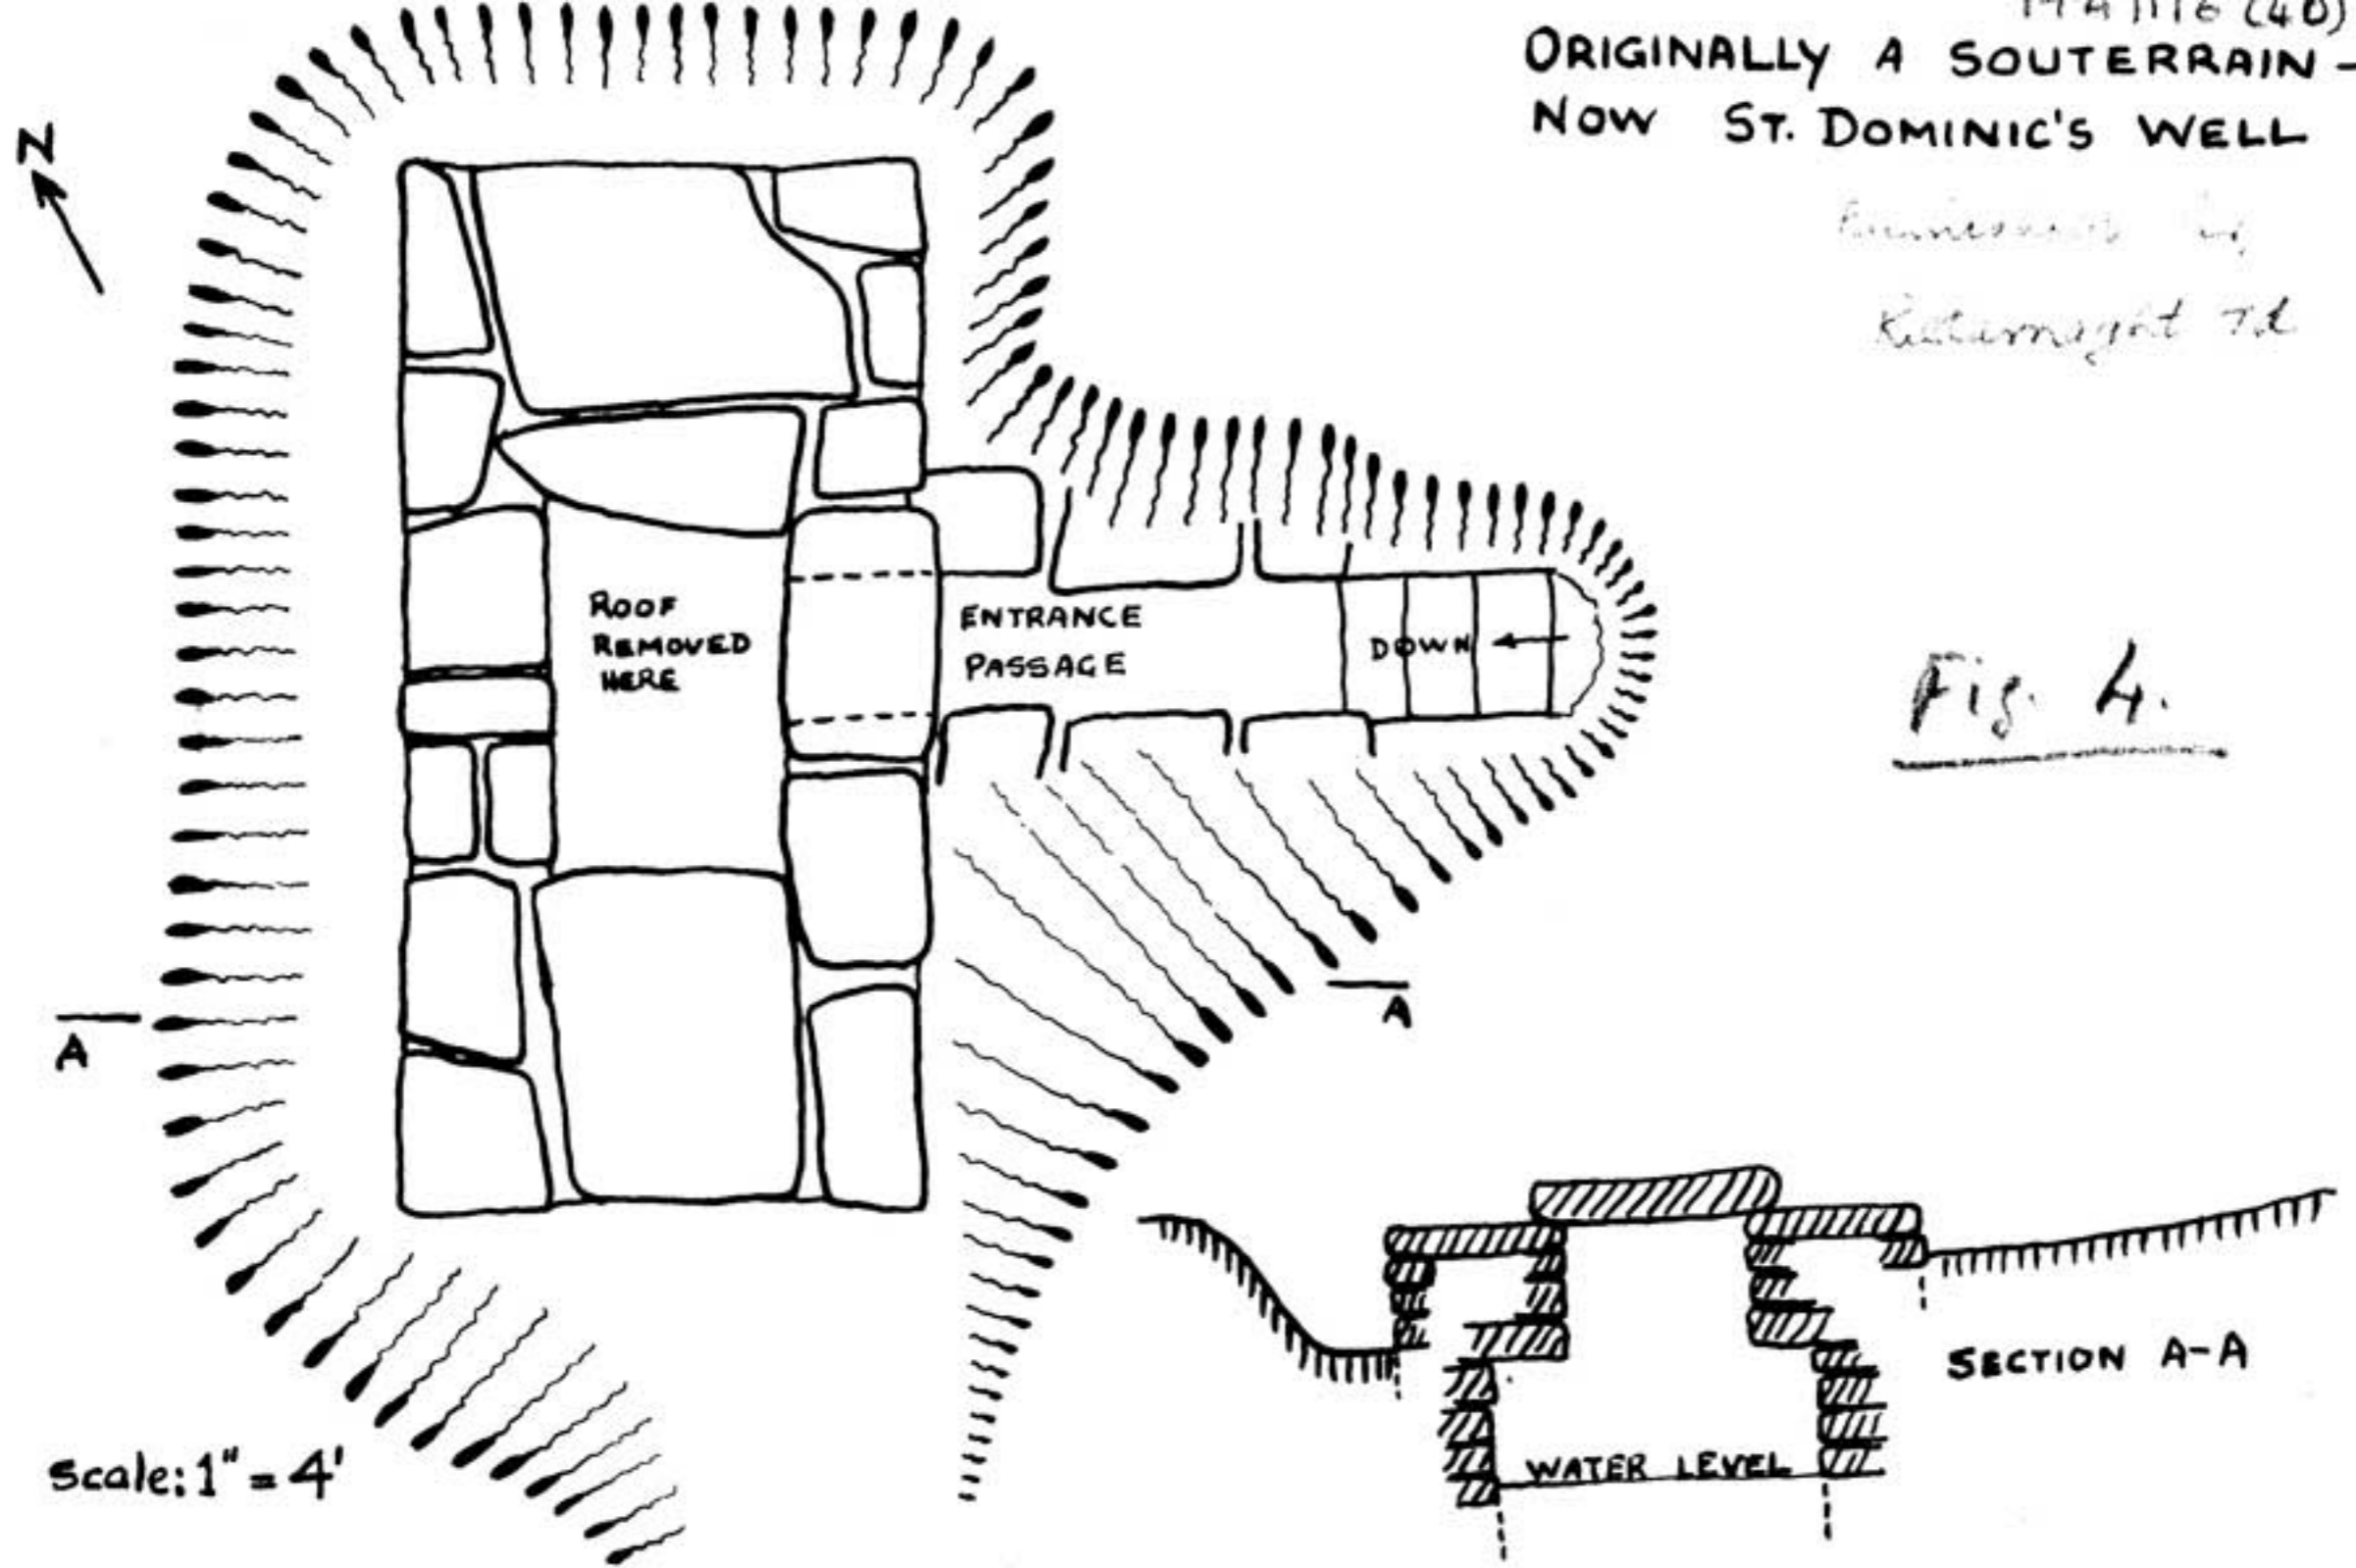 (40)
ORIGINALLY A SOUTERRAIN -
NOW ST. DOMINIC'S WELL
N
ROOF
REMOVED
HERE
ENTRANCE
PASSAGE
DOWN
Fig. 4.
A
A
SECTION A-A
WATER LEVEL
Scale: 1" = 4'